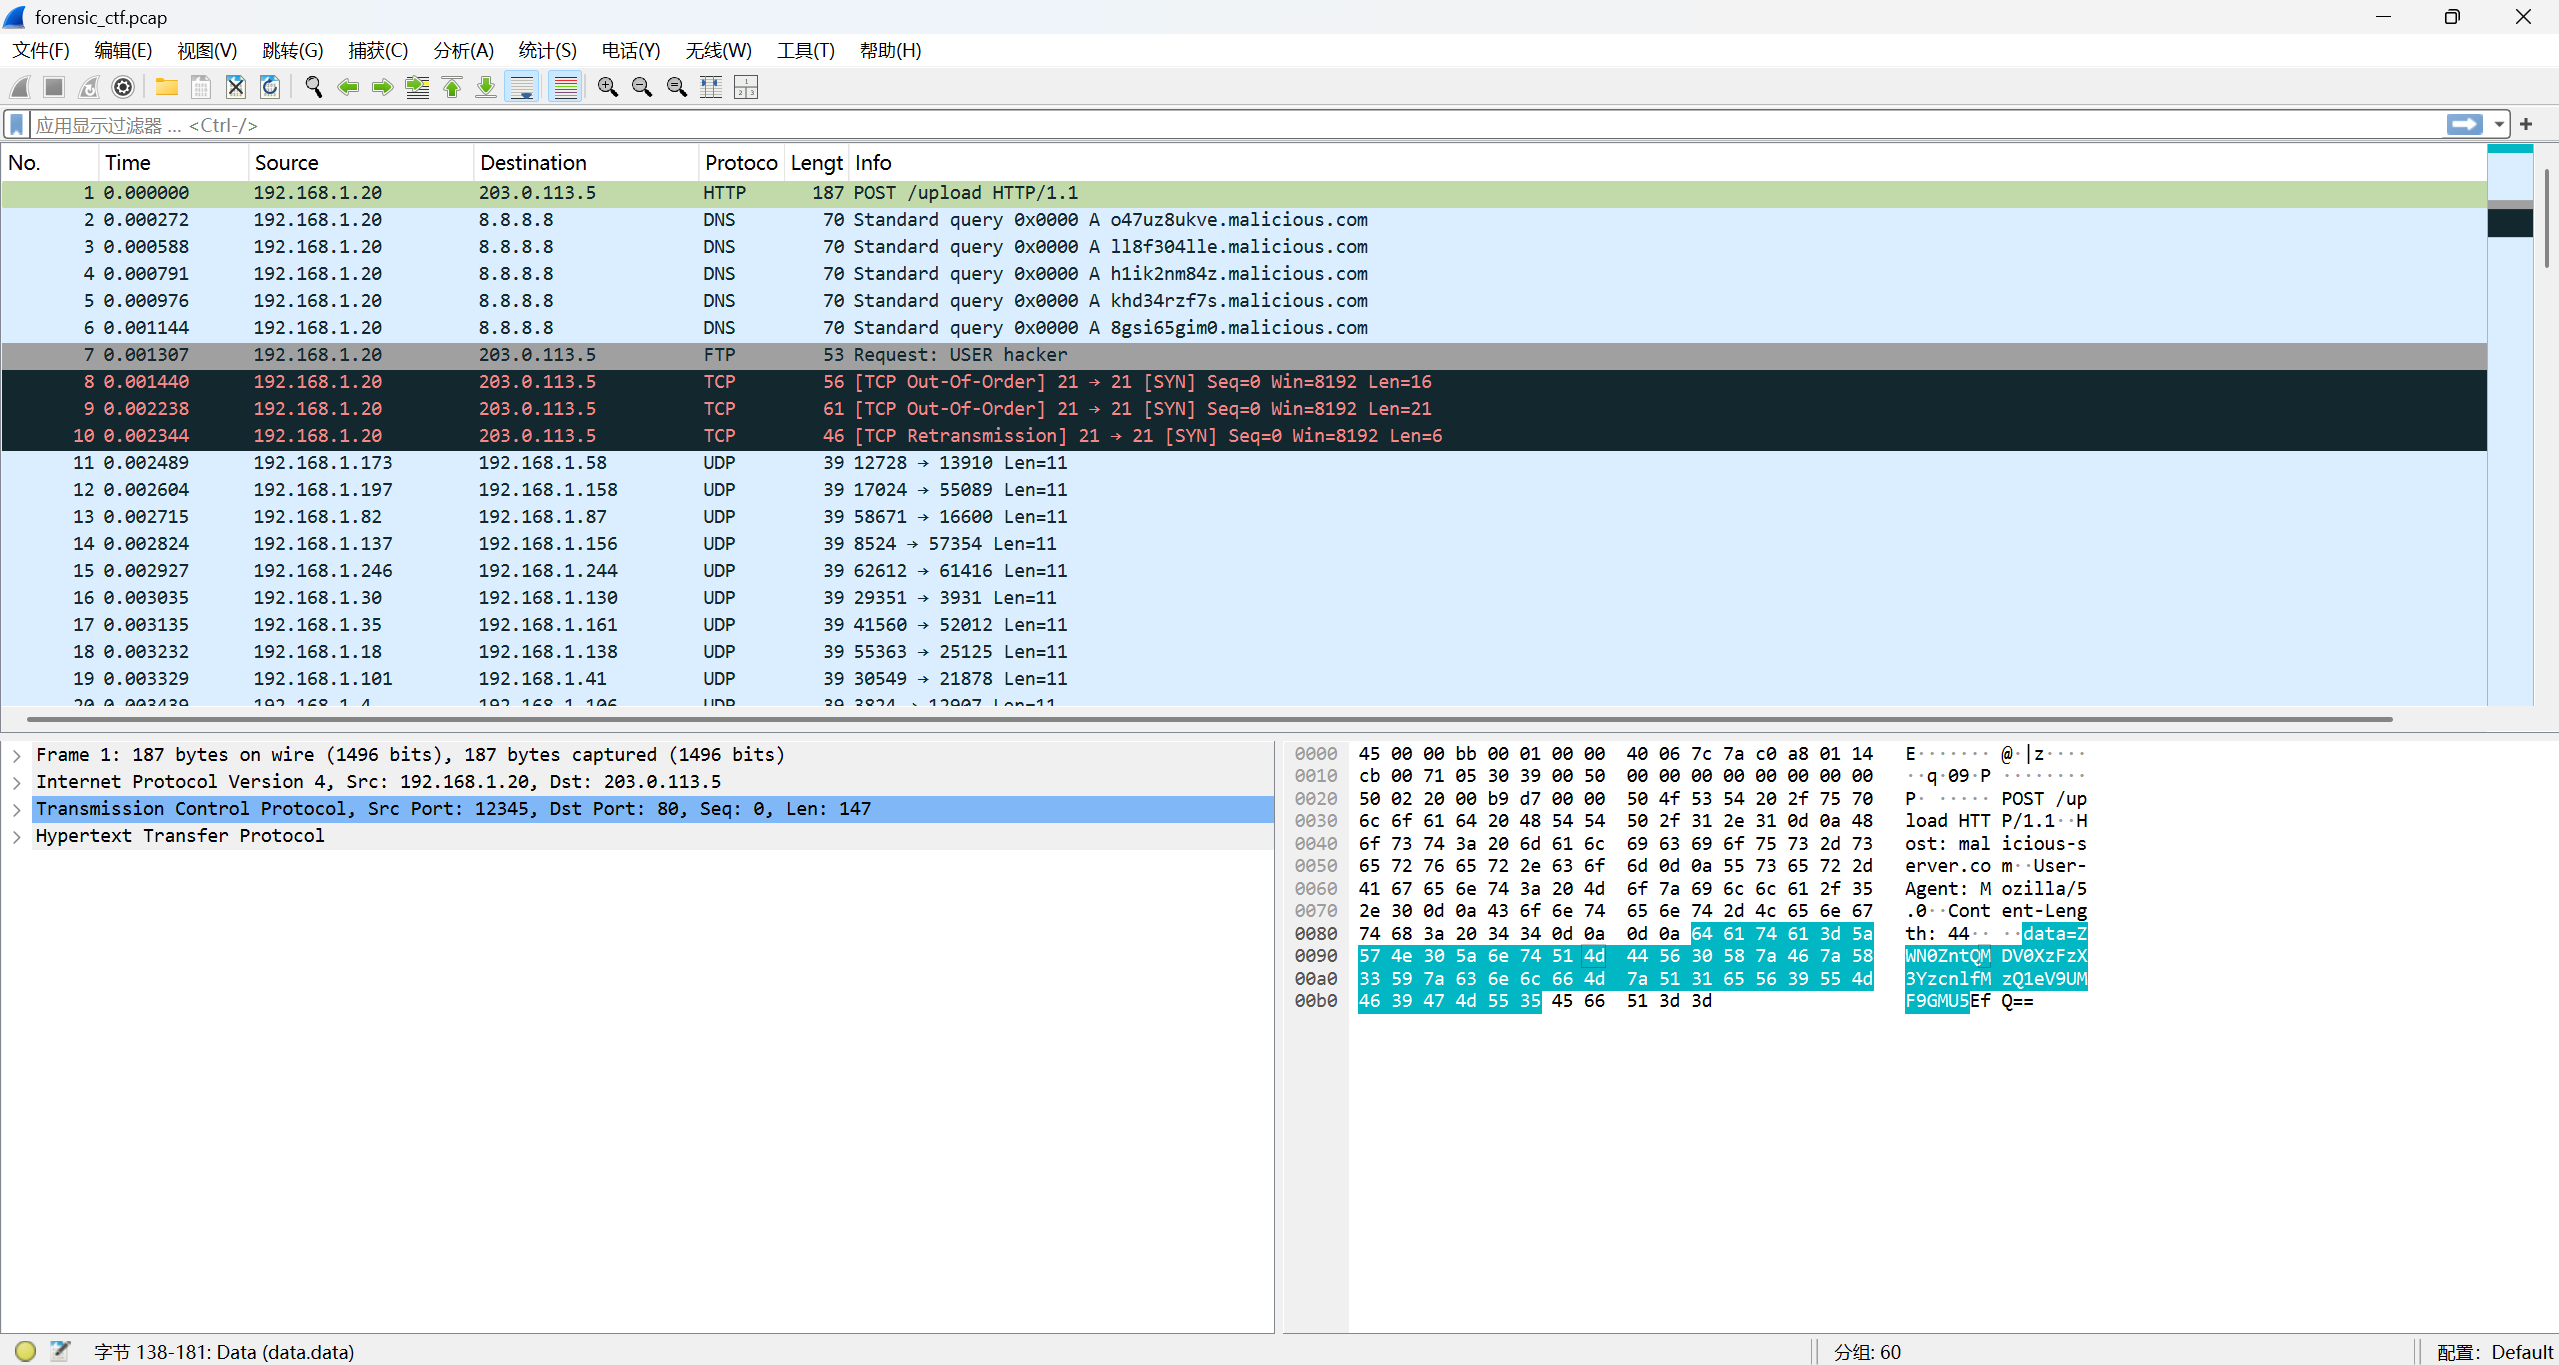 forensic_ctf.pcap
文件(F) 编辑(E) 视图(V) 跳转(G) 捕获(C) 分析(A) 统计(S) 电话(Y) 无线(W) 工具(T) 帮助(H)
应用显示过滤器 … <Ctrl-/>
No. Time Source Destination Protoco Lengt Info
1 0.000000 192.168.1.20 203.0.113.5 HTTP 187 POST /upload HTTP/1.1
2 0.000272 192.168.1.20 8.8.8.8 DNS 70 Standard query 0x0000 A o47uz8ukve.malicious.com
3 0.000588 192.168.1.20 8.8.8.8 DNS 70 Standard query 0x0000 A ll8f304lle.malicious.com
4 0.000791 192.168.1.20 8.8.8.8 DNS 70 Standard query 0x0000 A h1ik2nm84z.malicious.com
5 0.000976 192.168.1.20 8.8.8.8 DNS 70 Standard query 0x0000 A khd34rzf7s.malicious.com
6 0.001144 192.168.1.20 8.8.8.8 DNS 70 Standard query 0x0000 A 8gsi65gim0.malicious.com
7 0.001307 192.168.1.20 203.0.113.5 FTP 53 Request: USER hacker
8 0.001440 192.168.1.20 203.0.113.5 TCP 56 [TCP Out-Of-Order] 21 → 21 [SYN] Seq=0 Win=8192 Len=16
9 0.002238 192.168.1.20 203.0.113.5 TCP 61 [TCP Out-Of-Order] 21 → 21 [SYN] Seq=0 Win=8192 Len=21
10 0.002344 192.168.1.20 203.0.113.5 TCP 46 [TCP Retransmission] 21 → 21 [SYN] Seq=0 Win=8192 Len=6
11 0.002489 192.168.1.173 192.168.1.58 UDP 39 12728 → 13910 Len=11
12 0.002604 192.168.1.197 192.168.1.158 UDP 39 17024 → 55089 Len=11
13 0.002715 192.168.1.82 192.168.1.87 UDP 39 58671 → 16600 Len=11
14 0.002824 192.168.1.137 192.168.1.156 UDP 39 8524 → 57354 Len=11
15 0.002927 192.168.1.246 192.168.1.244 UDP 39 62612 → 61416 Len=11
16 0.003035 192.168.1.30 192.168.1.130 UDP 39 29351 → 3931 Len=11
17 0.003135 192.168.1.35 192.168.1.161 UDP 39 41560 → 52012 Len=11
18 0.003232 192.168.1.18 192.168.1.138 UDP 39 55363 → 25125 Len=11
19 0.003329 192.168.1.101 192.168.1.41 UDP 39 30549 → 21878 Len=11
20 0.003439 192.168.1.4 192.168.1.106 UDP 39 3824 → 12907 Len=11
Frame 1: 187 bytes on wire (1496 bits), 187 bytes captured (1496 bits)
Internet Protocol Version 4, Src: 192.168.1.20, Dst: 203.0.113.5
Transmission Control Protocol, Src Port: 12345, Dst Port: 80, Seq: 0, Len: 147
Hypertext Transfer Protocol
0000 45 00 00 bb 00 01 00 00 40 06 7c 7a c0 a8 01 14 E······· @·|z····
0010 cb 00 71 05 30 39 00 50 00 00 00 00 00 00 00 00 ··q·09·P ········
0020 50 02 20 00 b9 d7 00 00 50 4f 53 54 20 2f 75 70 P· ····· POST /up
0030 6c 6f 61 64 20 48 54 54 50 2f 31 2e 31 0d 0a 48 load HTT P/1.1··H
0040 6f 73 74 3a 20 6d 61 6c 69 63 69 6f 75 73 2d 73 ost: mal icious-s
0050 65 72 76 65 72 2e 63 6f 6d 0d 0a 55 73 65 72 2d erver.co m··User-
0060 41 67 65 6e 74 3a 20 4d 6f 7a 69 6c 6c 61 2f 35 Agent: M ozilla/5
0070 2e 30 0d 0a 43 6f 6e 74 65 6e 74 2d 4c 65 6e 67 .0··Cont ent-Leng
0080 74 68 3a 20 34 34 0d 0a 0d 0a 64 61 74 61 3d 5a th: 44·· ··data=Z
0090 57 4e 30 5a 6e 74 51 4d 44 56 30 58 7a 46 7a 58 WN0ZntQM DV0XzFzX
00a0 33 59 7a 63 6e 6c 66 4d 7a 51 31 65 56 39 55 4d 3YzcnlfM zQ1eV9UM
00b0 46 39 47 4d 55 35 45 66 51 3d 3d F9GMU5Ef Q==
字节 138-181: Data (data.data) 分组: 60 配置: Default